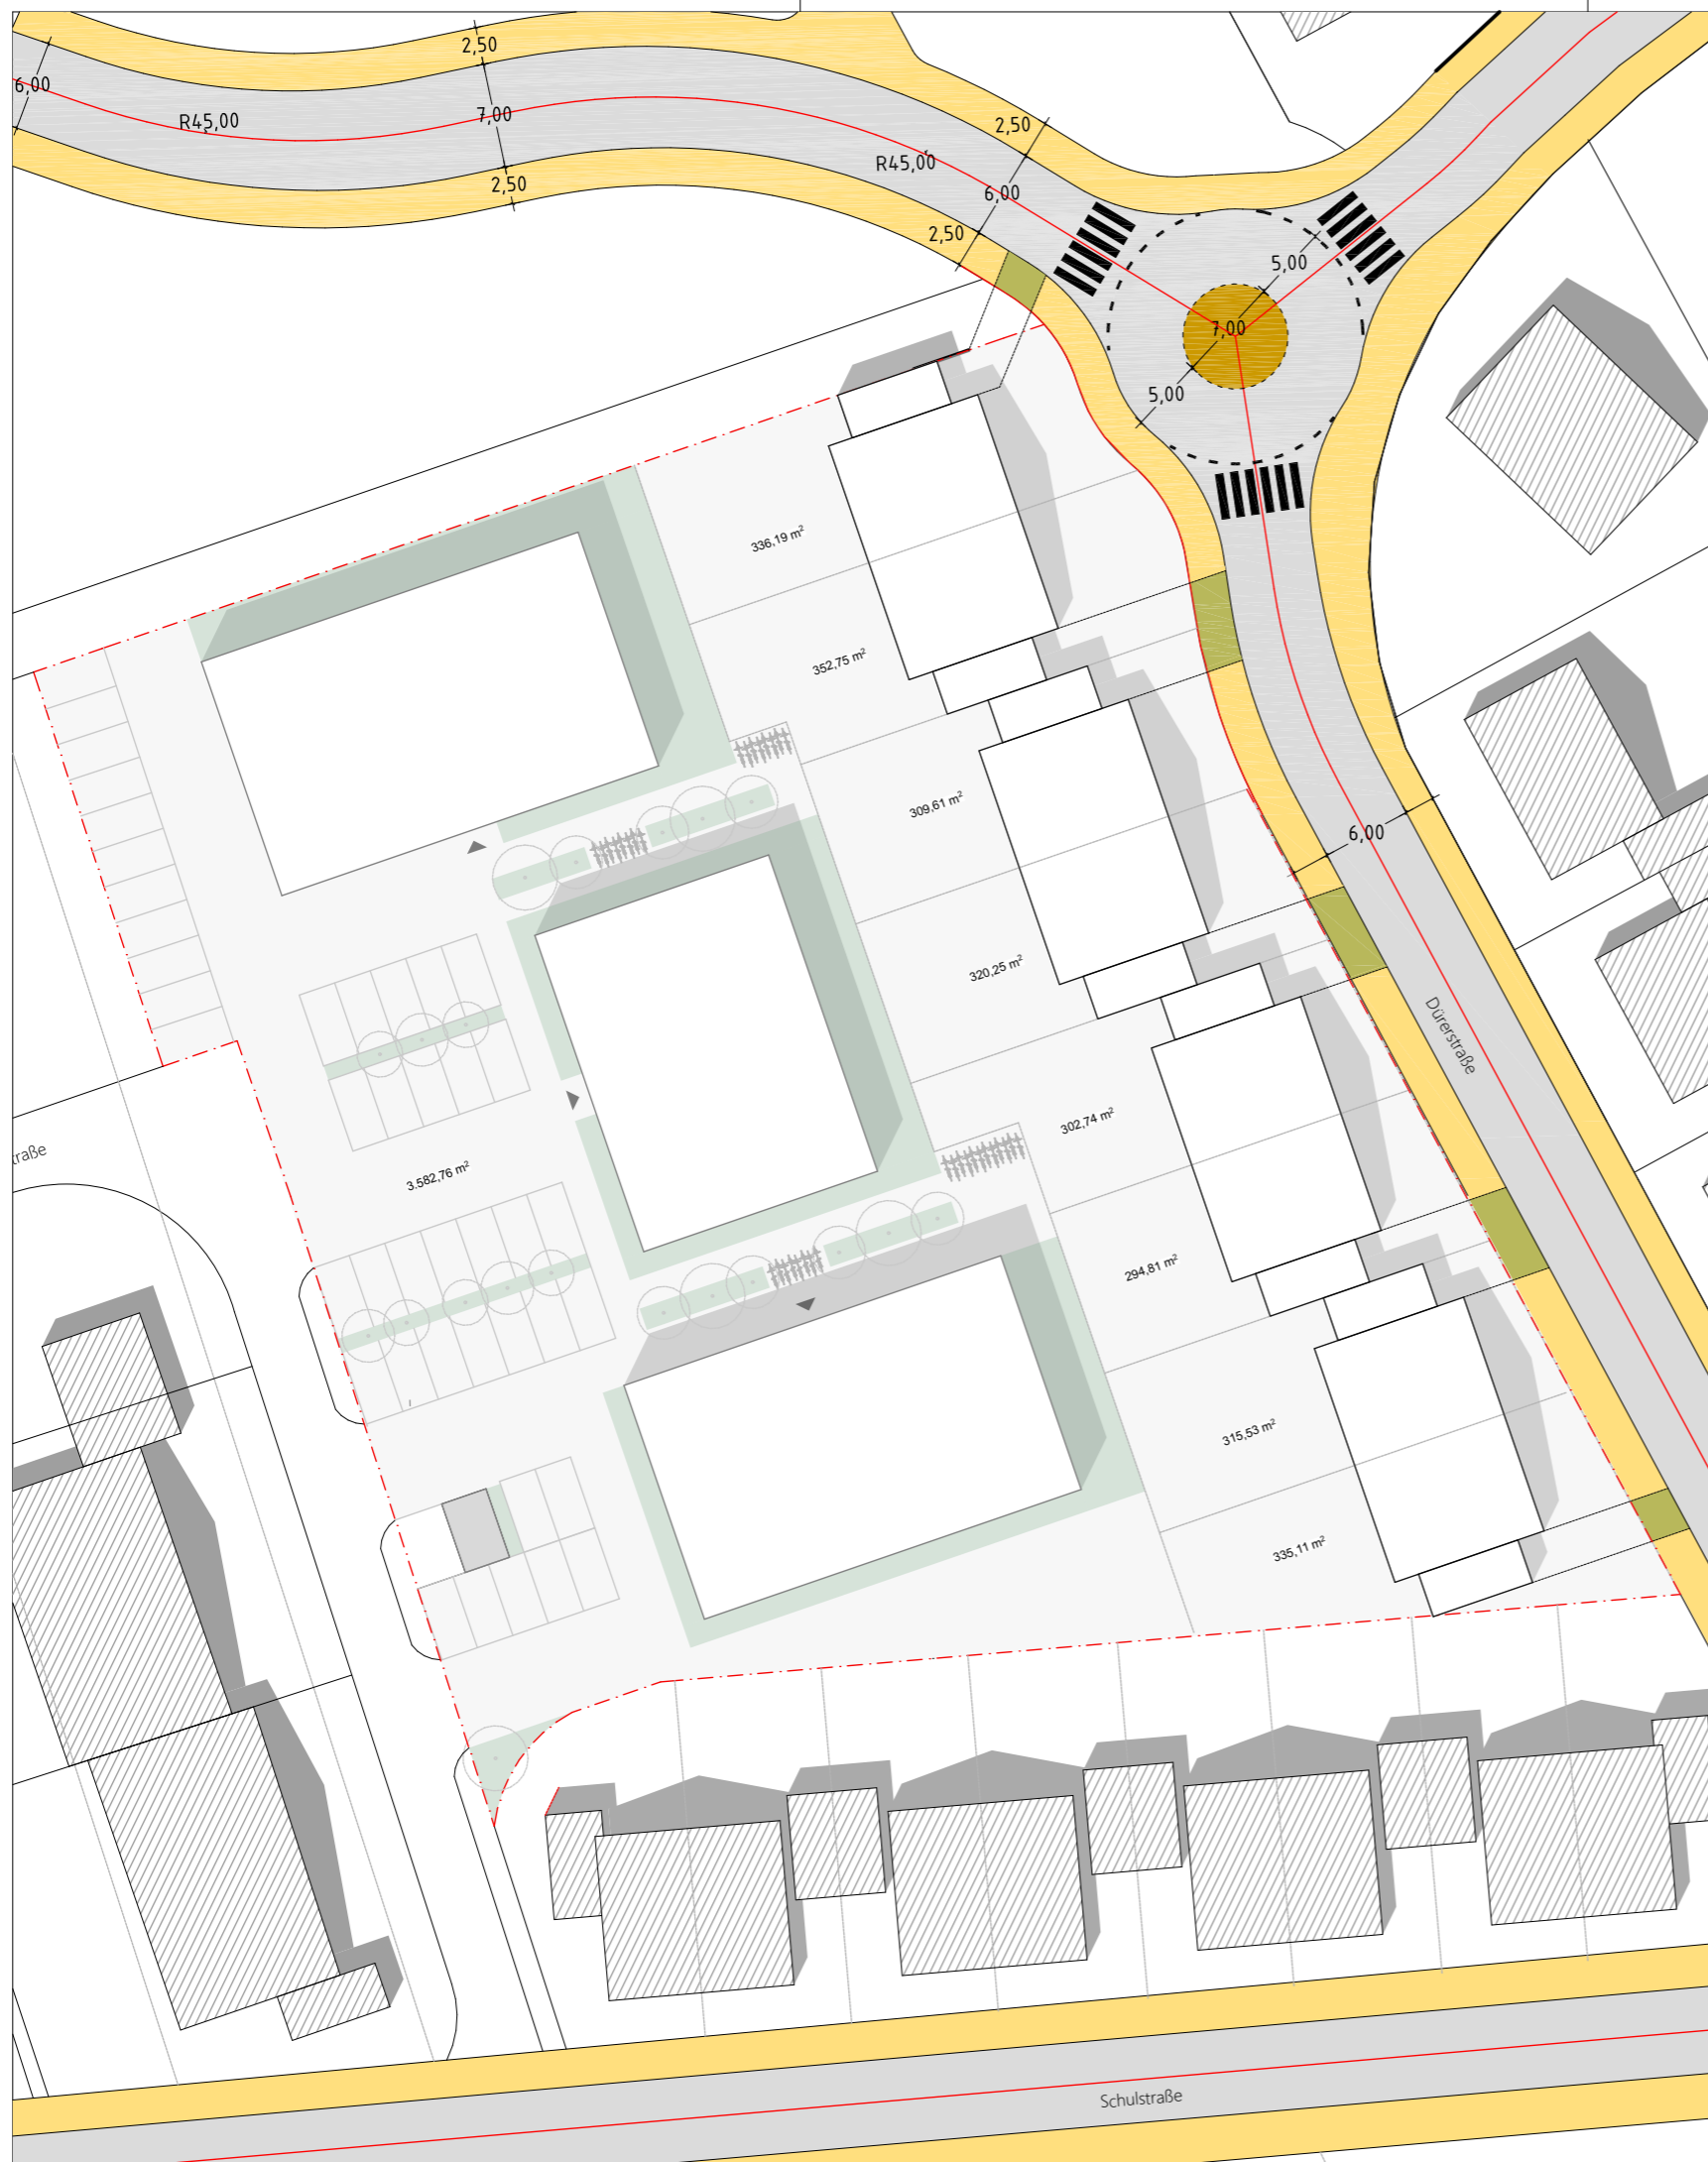 2,50
6,00
R45,00
7,00
2,50
2,50
R45,00
6,00
2,50
5,00
7,00
5,00
336,19 m²
352,75 m²
309,61 m²
6,00
320,25 m²
Dürerstraße
302,74 m²
raße
3.582,76 m²
294,81 m²
315,53 m²
335,11 m²
Schulstraße